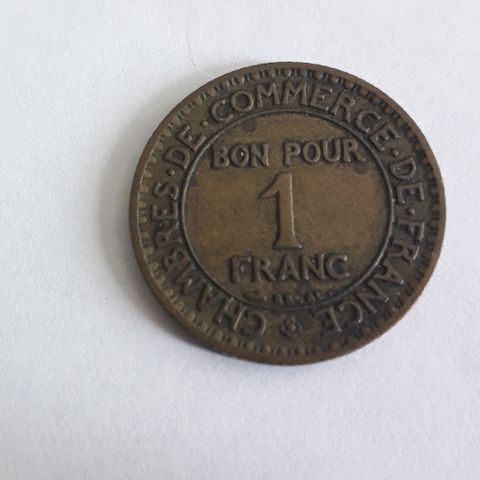 CHAMBRES·DE·COMMERCE·DE·FRANCE
BON POUR
1
FRANC